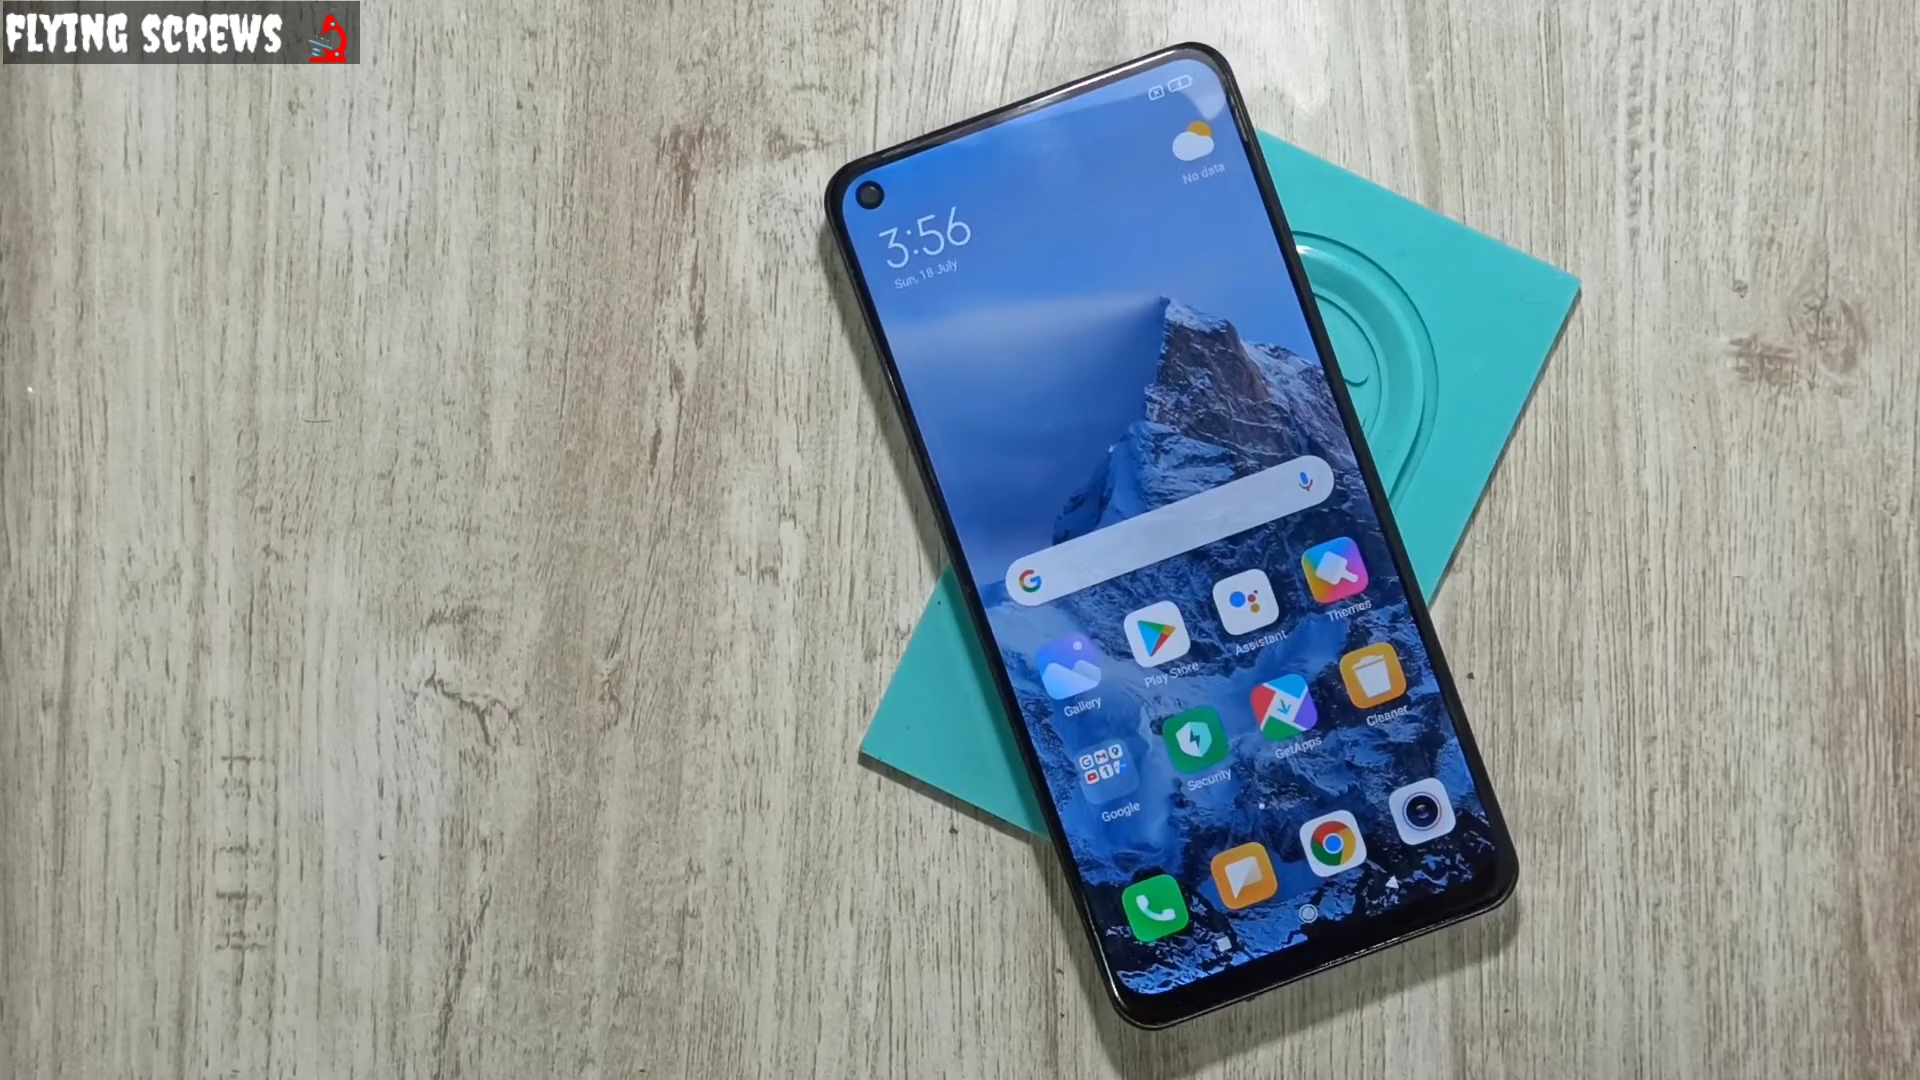 FLYING SCREWS
No data
3:56
Sun, 18 July
Gallery
Play Store
Assistant
Themes
Google
Security
GetApps
Cleaner